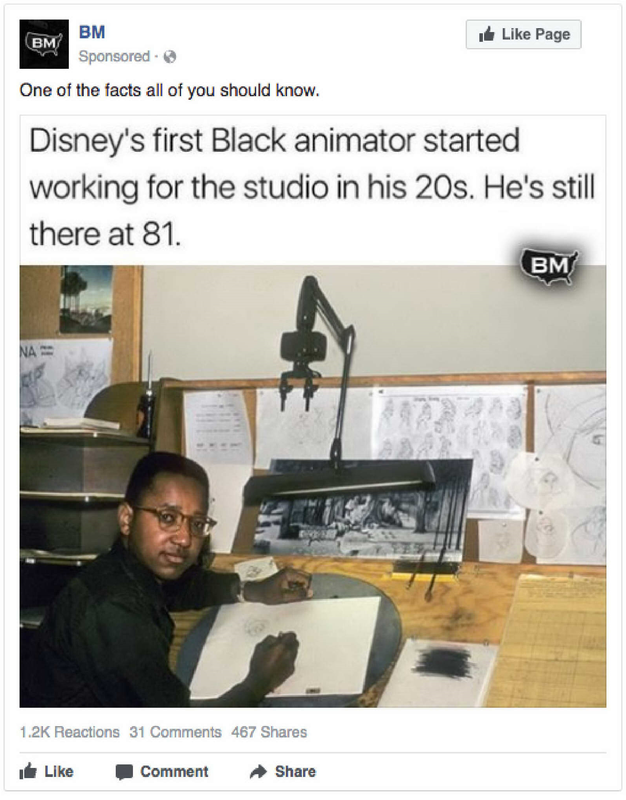 BM
BM
Sponsored ·
Like Page
One of the facts all of you should know.
Disney's first Black animator started
working for the studio in his 20s. He's still
there at 81.
BM
NA
1.2K Reactions 31 Comments 467 Shares
Like Comment Share